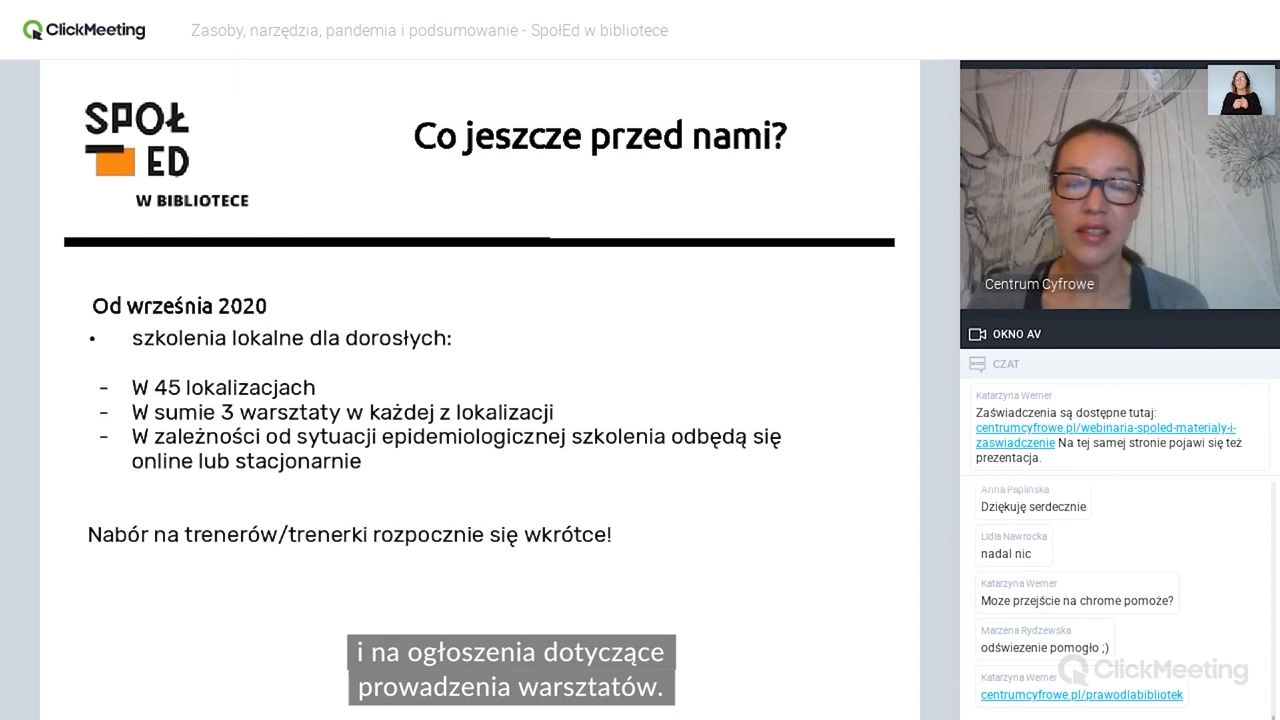 ClickMeeting
Zasoby, narzędzia, pandemia i podsumowanie - SpołEd w bibliotece
SPOŁ
ED
W BIBLIOTECE
Co jeszcze przed nami?
Od września 2020
• szkolenia lokalne dla dorosłych:
- W 45 lokalizacjach
- W sumie 3 warsztaty w każdej z lokalizacji
- W zależności od sytuacji epidemiologicznej szkolenia odbędą się
online lub stacjonarnie
Nabór na trenerów/trenerki rozpocznie się wkrótce!
i na ogłoszenia dotyczące
prowadzenia warsztatów.
Centrum Cyfrowe
OKNO AV
CZAT
Katarzyna Werner
Zaświadczenia są dostępne tutaj:
centrumcyfrowe.pl/webinaria-spoled-materialy-i-
zaswiadczenie Na tej samej stronie pojawi się też
prezentacja.
Anna Paplińska
Dziękuję serdecznie
Lidia Nawrocka
nadal nic
Katarzyna Werner
Moze przejście na chrome pomoże?
Marzena Rydzewska
odświezenie pomogło ;)
Katarzyna Werner
centrumcyfrowe.pl/prawodlabibliotek
ClickMeeting